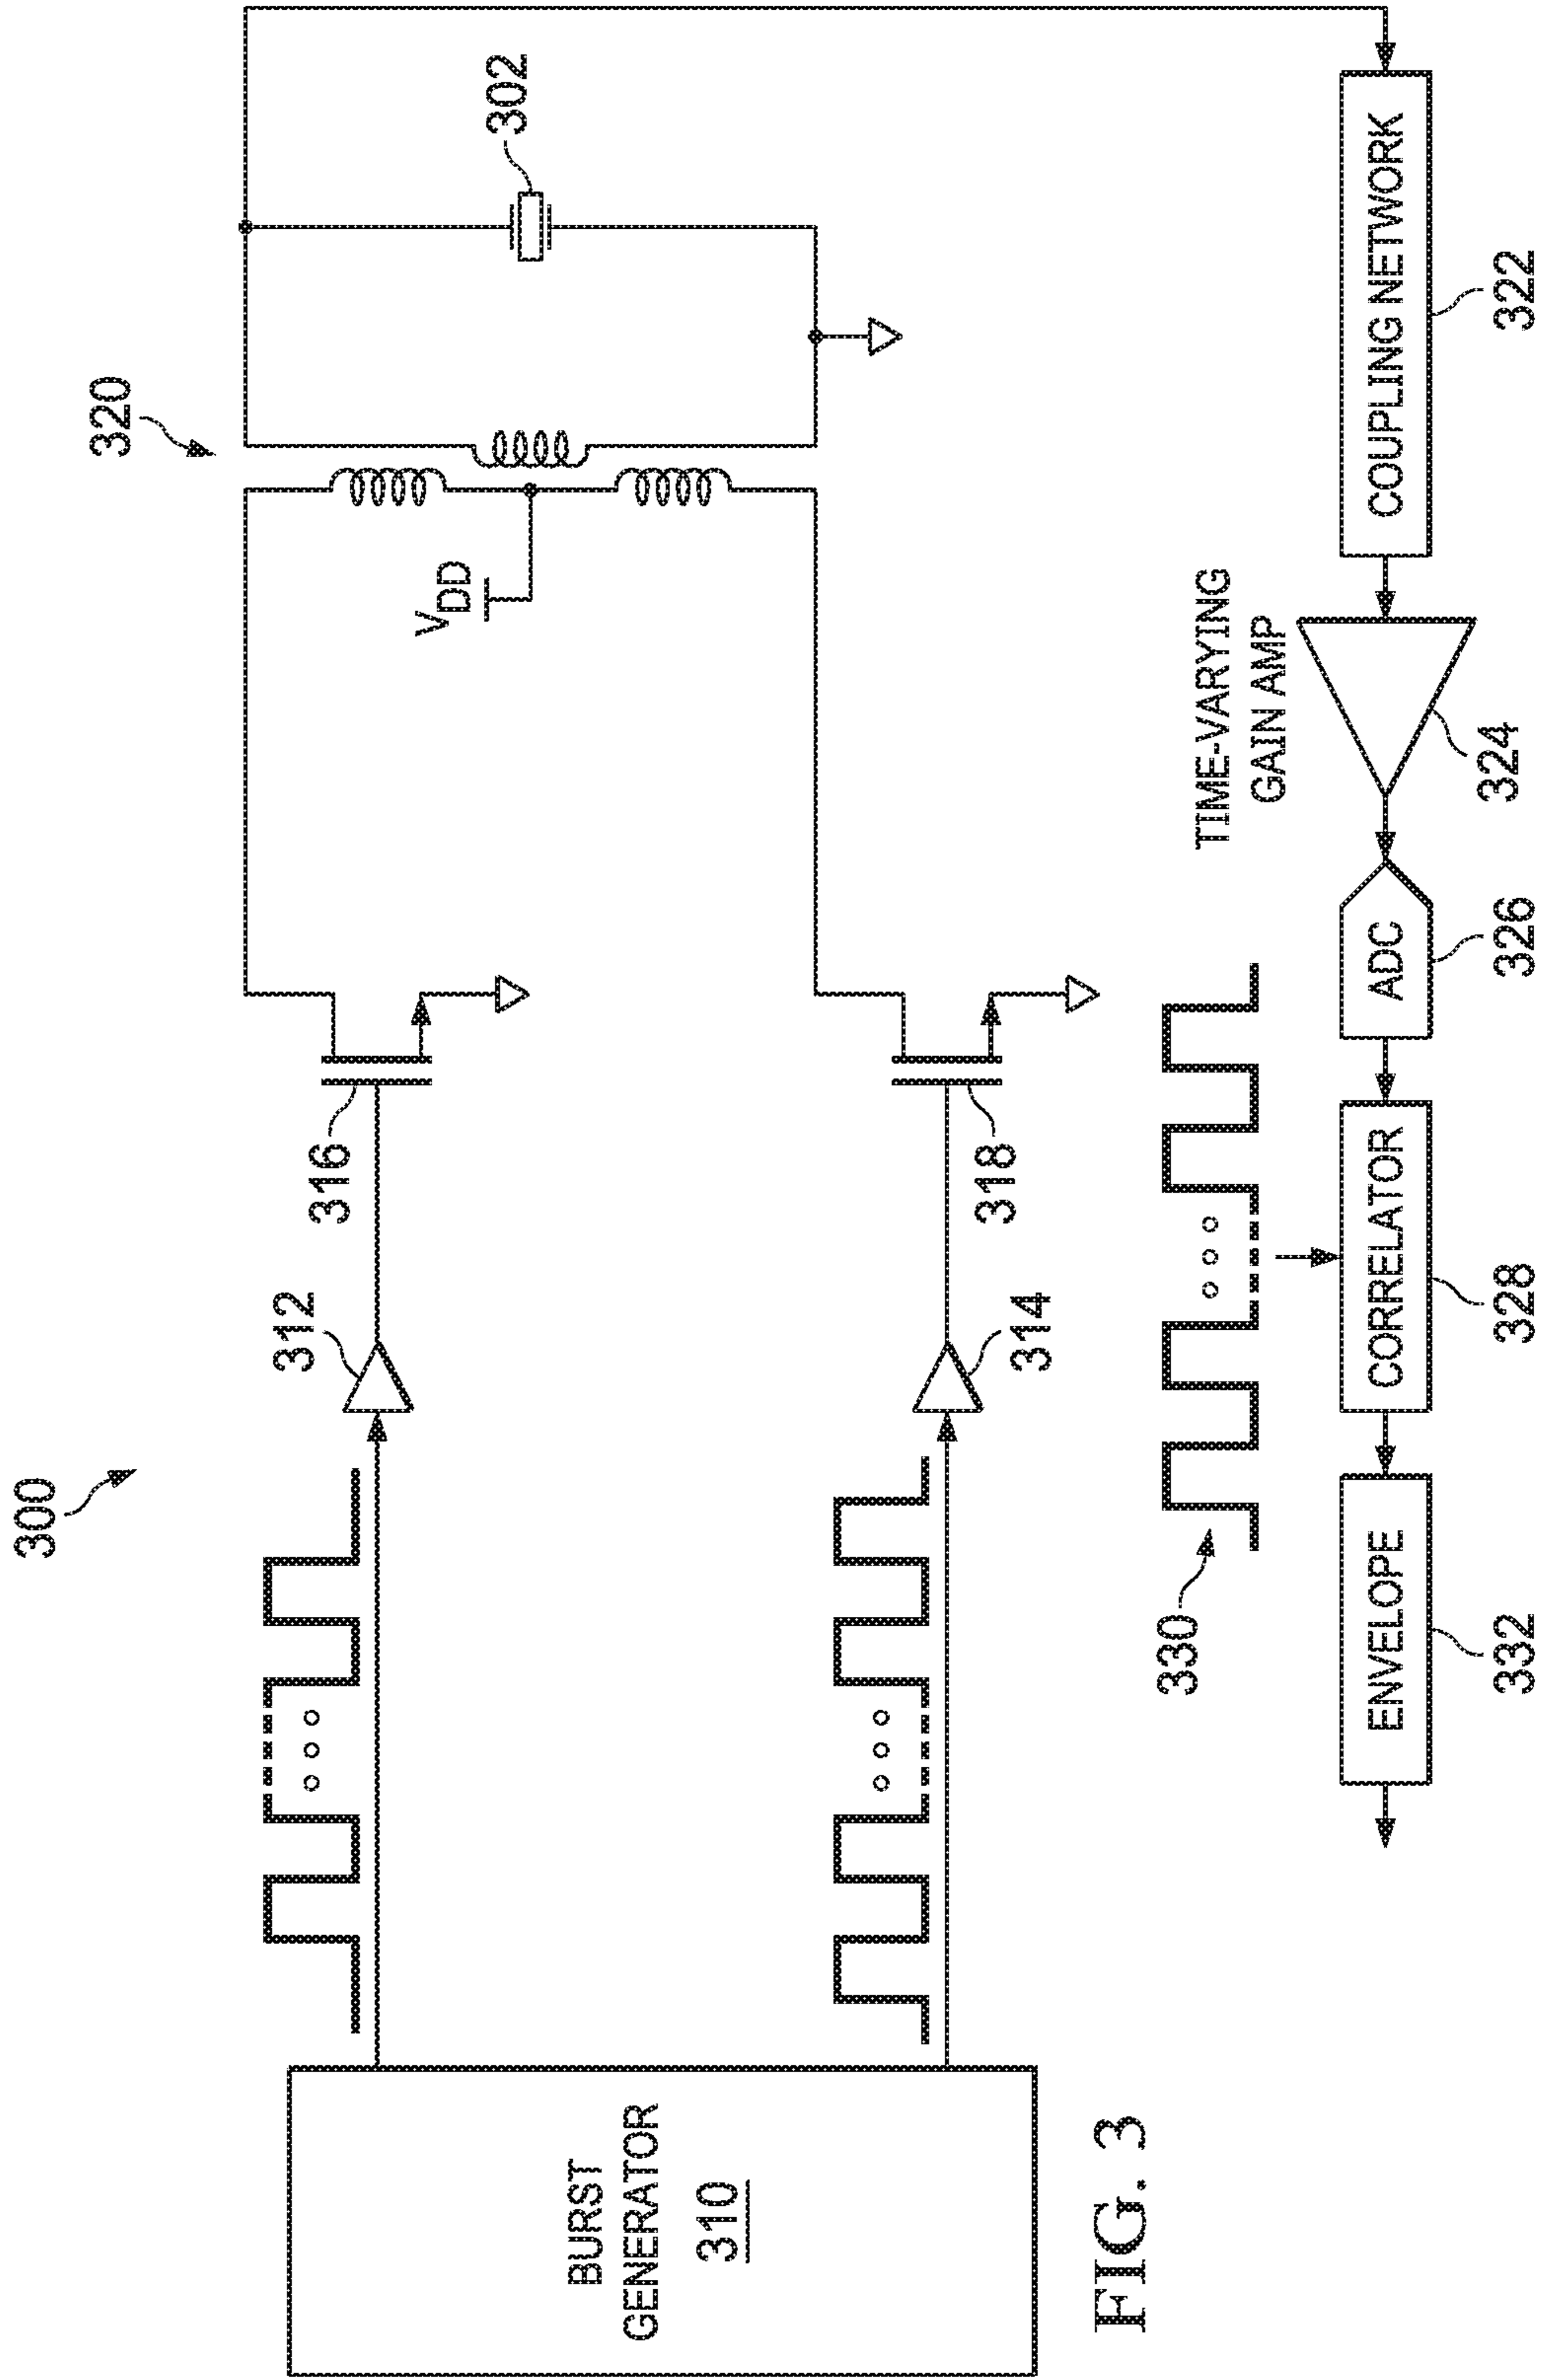 300
320
BURST
GENERATOR
310
312
316
314
318
VDD
302
330
TIME-VARYING
GAIN AMP
ENVELOPE
332
CORRELATOR
328
ADC
326
324
COUPLING NETWORK
322
FIG. 3